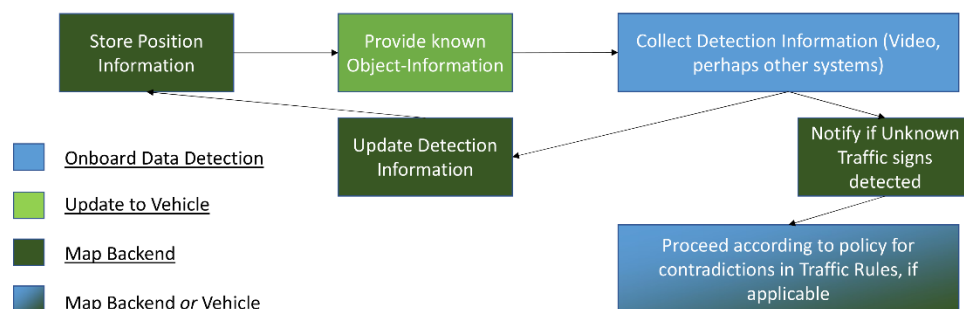 Store Position
Information
Provide known
Object-Information
Collect Detection Information (Video,
perhaps other systems)
Update Detection
Information
Notify if Unknown
Traffic signs
detected
Proceed according to policy for
contradictions in Traffic Rules, if
applicable
Onboard Data Detection
Update to Vehicle
Map Backend
Map Backend or Vehicle